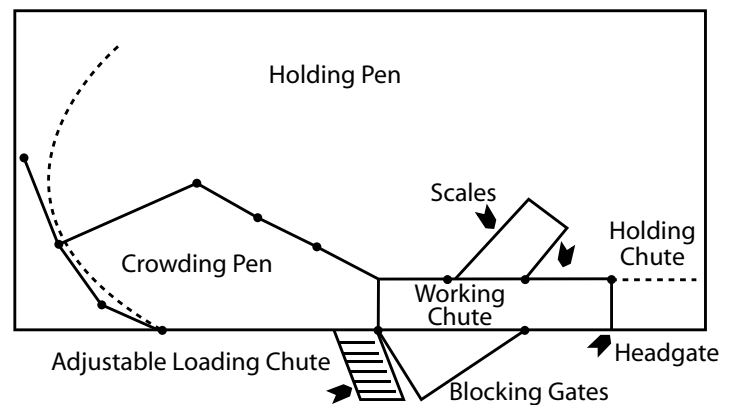 Holding Pen
Scales
Holding
Chute
Crowding Pen
Working
Chute
Adjustable Loading Chute
Headgate
Blocking Gates